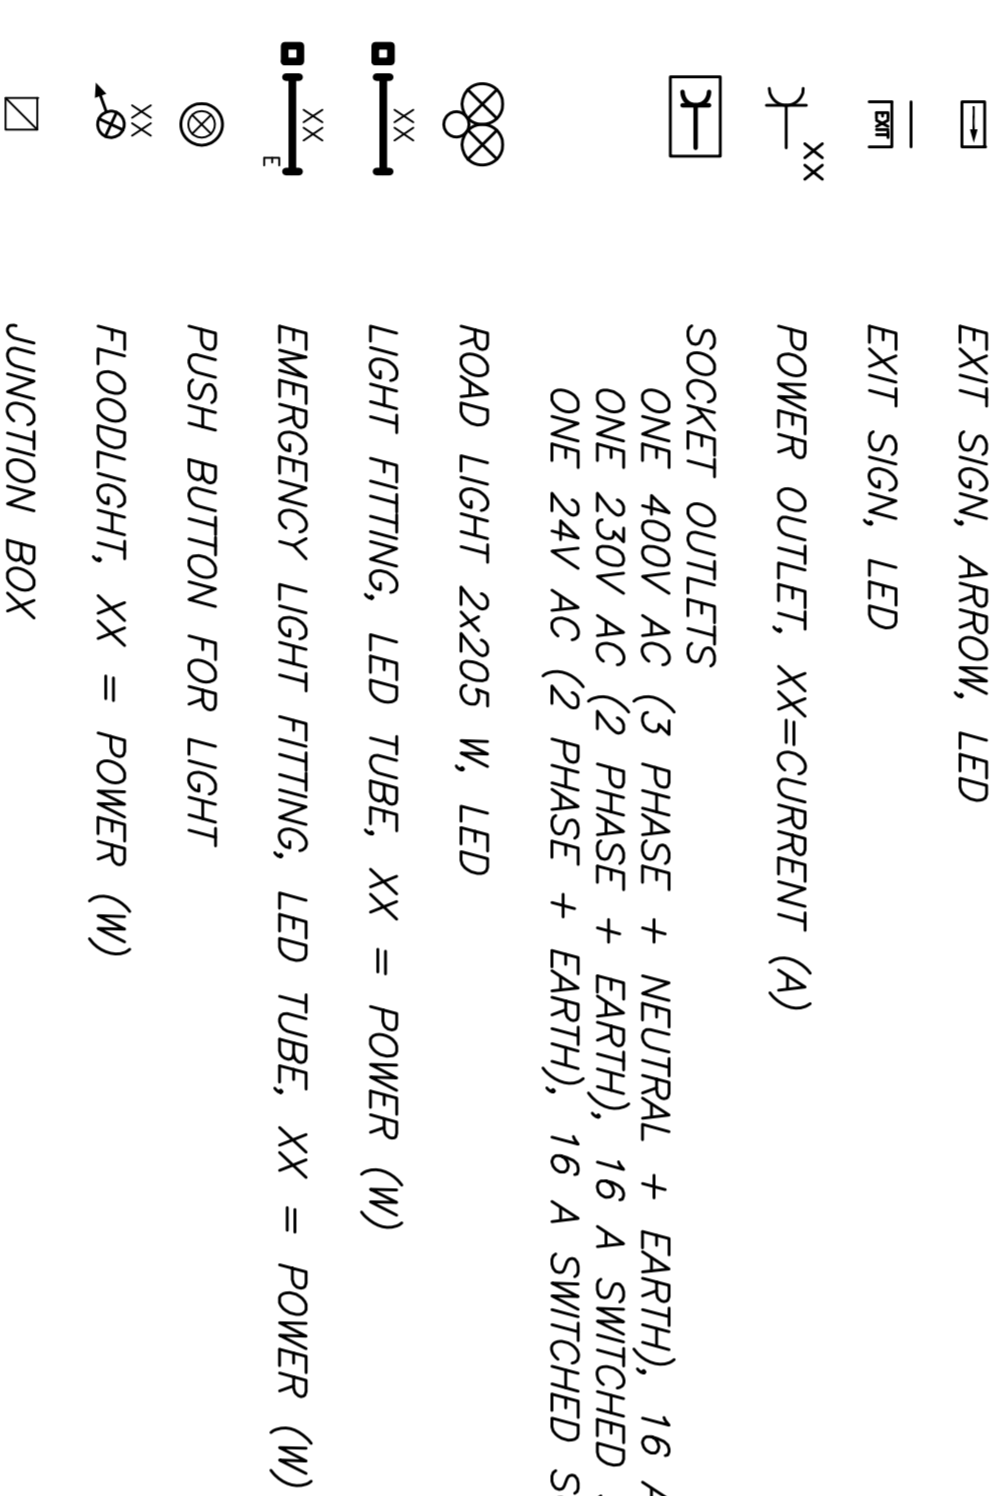 EXIT SIGN, ARROW, LED
EXIT EXIT SIGN, LED
XX POWER OUTLET, XX=CURRENT (A)
SOCKET OUTLETS
ONE 400V AC (3 PHASE + NEUTRAL + EARTH), 16
ONE 230V AC (2 PHASE + EARTH), 16 A SWITCHED
ONE 24V AC (2 PHASE + EARTH), 16 A SWITCHED
ROAD LIGHT 2x205 W, LED
XX LIGHT FITTING, LED TUBE, XX = POWER (W)
XX E EMERGENCY LIGHT FITTING, LED TUBE, XX = POWER (W)
PUSH BUTTON FOR LIGHT
XX FLOODLIGHT, XX = POWER (W)
JUNCTION BOX